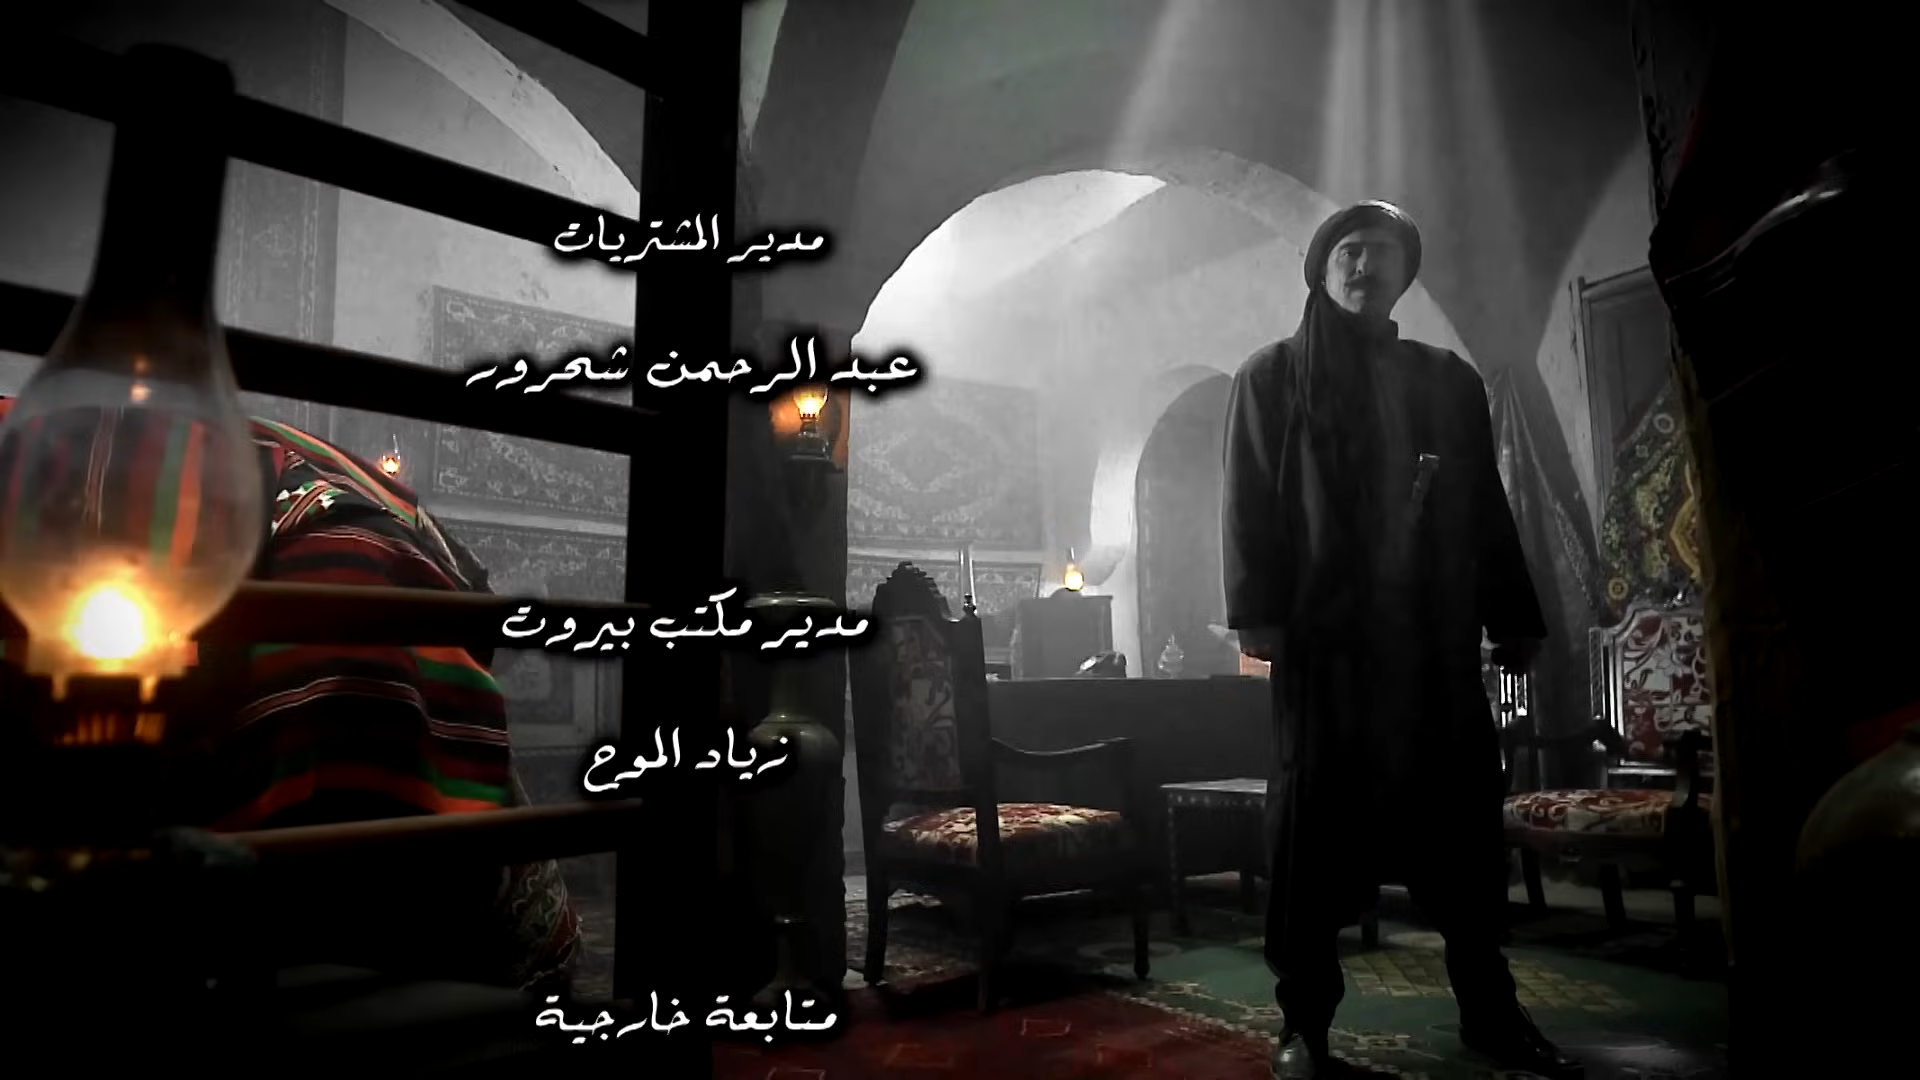 مدير المشتريات
عبد الرحمن شحرور
مدير مكتب بيروت
زياد الموح
متابعة خارجية